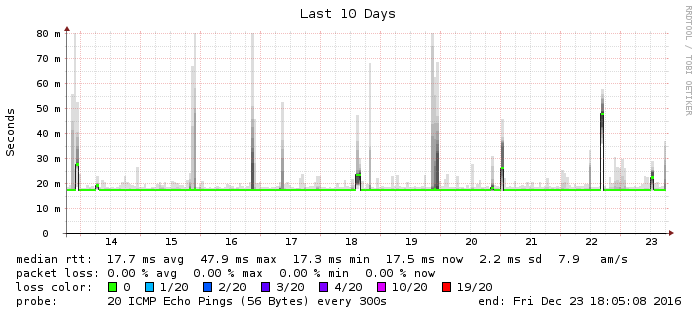 Last 10 Days
RRDTOOL / TOBI OETIKER
Seconds
80 m
70 m
60 m
50 m
40 m
30 m
20 m
10 m
0
14 15 16 17 18 19 20 21 22 23
median rtt: 17.7 ms avg 47.9 ms max 17.3 ms min 17.5 ms now 2.2 ms sd 7.9 am/s
packet loss: 0.00 % avg 0.00 % max 0.00 % min 0.00 % now
loss color: 0 1/20 2/20 3/20 4/20 10/20 19/20
probe: 20 ICMP Echo Pings (56 Bytes) every 300s end: Fri Dec 23 18:05:08 2016